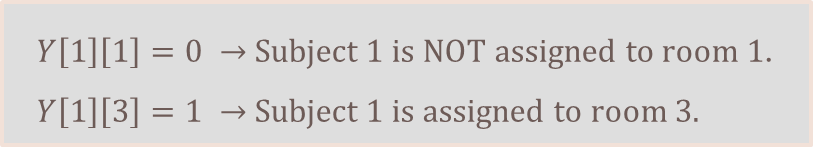 Y[1][1] = 0 → Subject 1 is NOT assigned to room 1.
Y[1][3] = 1 → Subject 1 is assigned to room 3.